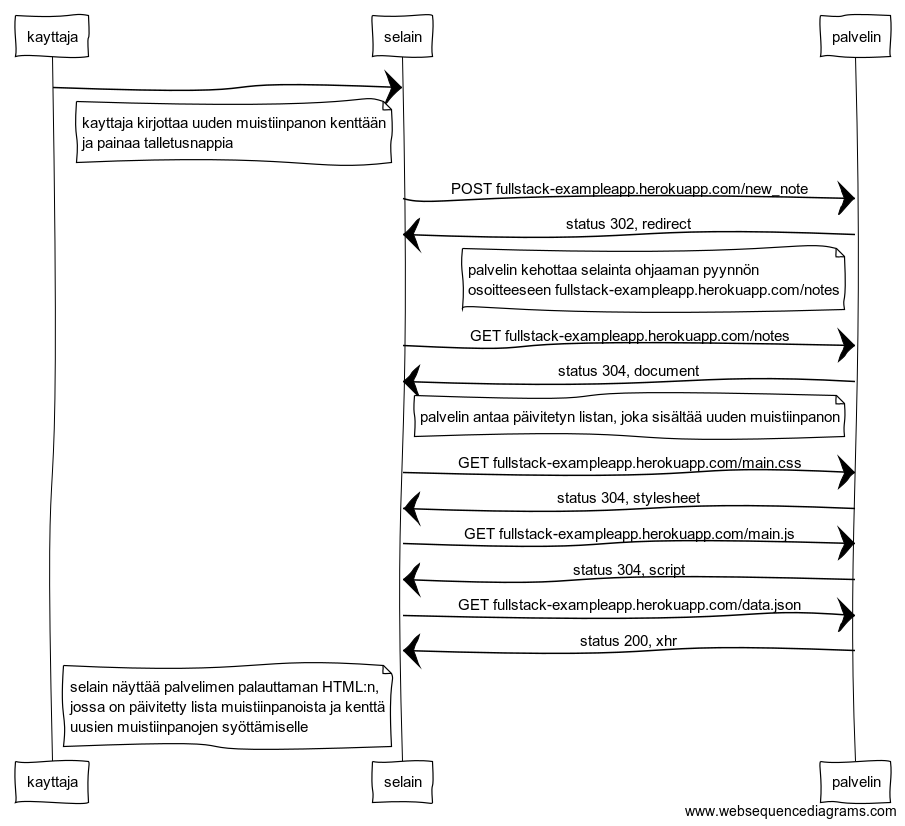 kayttaja
selain
palvelin
kayttaja kirjottaa uuden muistiinpanon kenttään
ja painaa talletusnappia
POST fullstack-exampleapp.herokuapp.com/new_note
status 302, redirect
palvelin kehottaa selainta ohjaaman pyynnön
osoitteeseen fullstack-exampleapp.herokuapp.com/notes
GET fullstack-exampleapp.herokuapp.com/notes
status 304, document
palvelin antaa päivitetyn listan, joka sisältää uuden muistiinpanon
GET fullstack-exampleapp.herokuapp.com/main.css
status 304, stylesheet
GET fullstack-exampleapp.herokuapp.com/main.js
status 304, script
GET fullstack-exampleapp.herokuapp.com/data.json
status 200, xhr
selain näyttää palvelimen palauttaman HTML:n,
jossa on päivitetty lista muistiinpanoista ja kenttä
uusien muistiinpanojen syöttämiselle
kayttaja
selain
palvelin
www.websequencediagrams.com